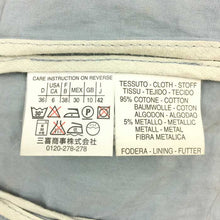 CARE INSTRUCTION ON REVERSE
D USA F MEX GB I J
36 6 38 30 10 42
三喜商事株式会社
0120-278-278
TESSUTO - CLOTH - STOFF
TISSU - TEJIDO - TECIDO
95% COTONE - COTTON
BAUMWOLLE - COTON
ALGODON - ALGODAO
5% METALLO - METALLIC
METALL - METAL
FIBRA METALICA
FODERA - LINING - FUTTER